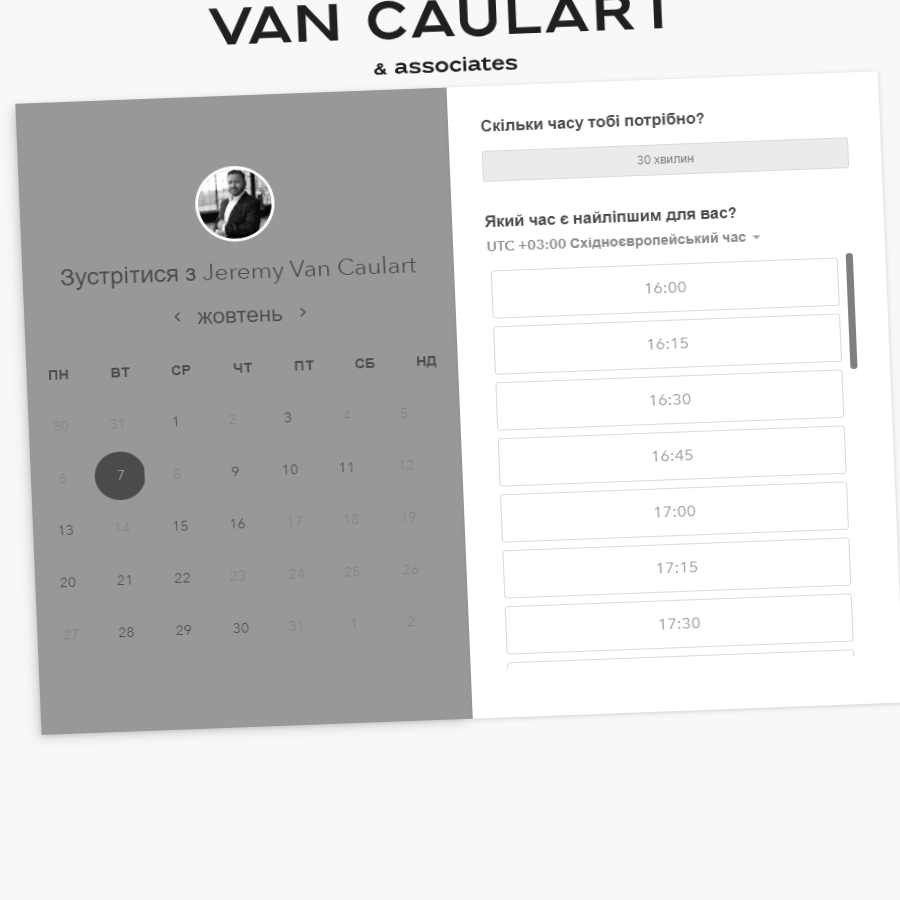 VAN CAULART
& associates
Зустрітися з Jeremy Van Caulart
жовтень
ПН ВТ СР ЧТ ПТ СБ НД
30 31 1 2 3 4 5
6 7 8 9 10 11 12
13 14 15 16 17 18 19
20 21 22 23 24 25 26
27 28 29 30 31 1 2
Скільки часу тобі потрібно?
30 хвилин
Який час є найліпшим для вас?
UTC +03:00 Східноєвропейський час
16:00
16:15
16:30
16:45
17:00
17:15
17:30